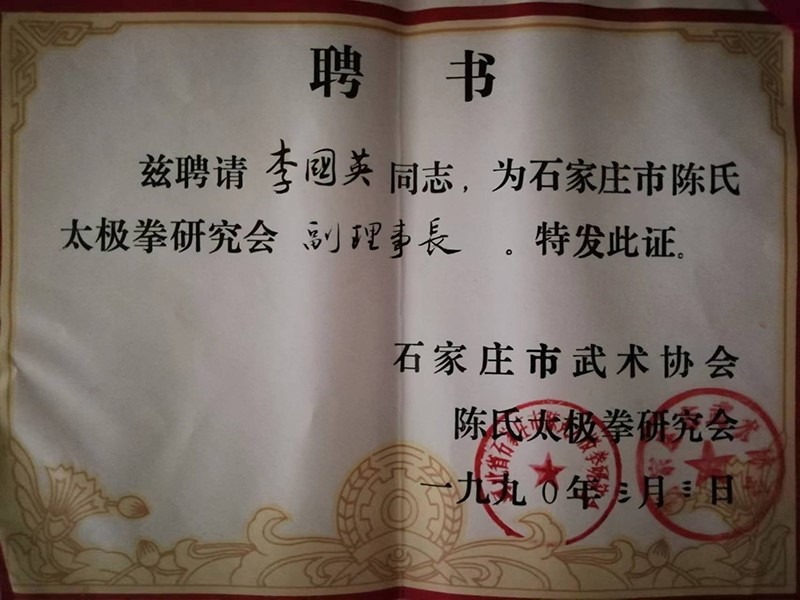 聘 书
兹聘请 李國英 同志，为石家庄市陈氏
太极拳研究会 副理事長 。特发此证。
石家庄市武术协会
陈氏太极拳研究会
一九九0年三月三日